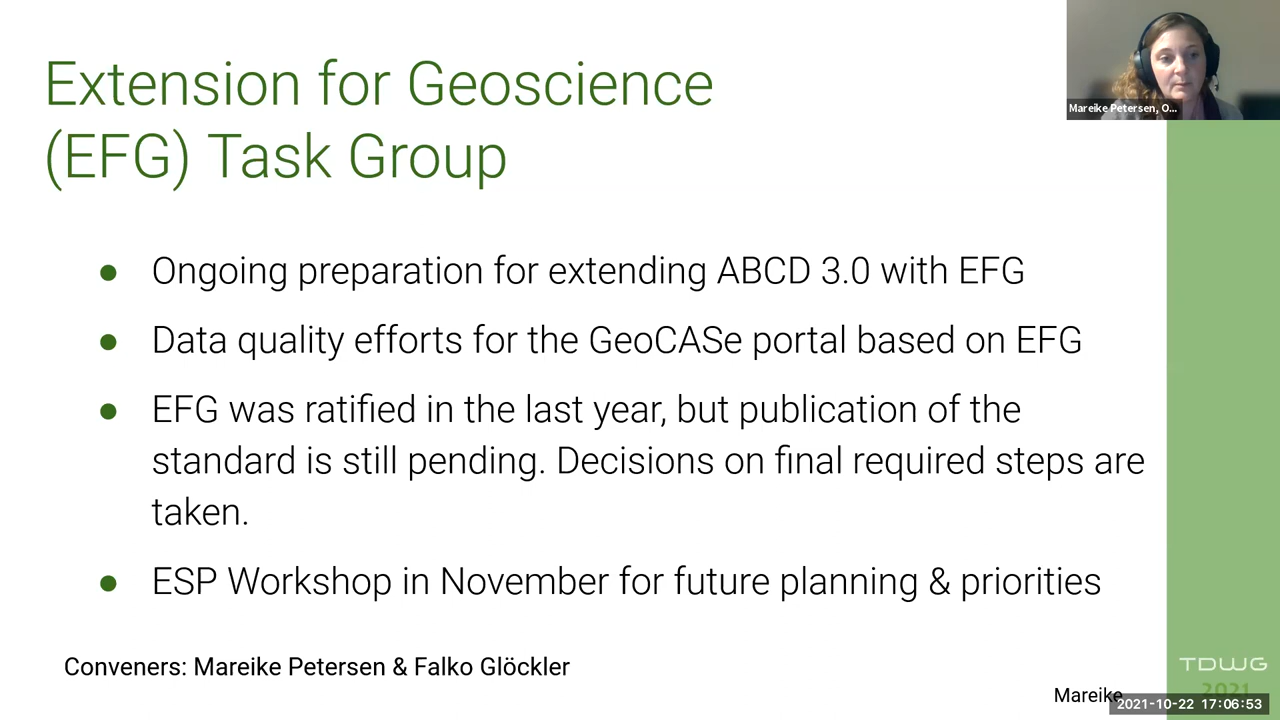 Extension for Geoscience
(EFG) Task Group
Mareike Petersen, O...
● Ongoing preparation for extending ABCD 3.0 with EFG
● Data quality efforts for the GeoCASe portal based on EFG
● EFG was ratified in the last year, but publication of the
standard is still pending. Decisions on final required steps are
taken.
● ESP Workshop in November for future planning & priorities
Conveners: Mareike Petersen & Falko Glöckler
Mareike
TDWG
2021
2021-10-22 17:06:53